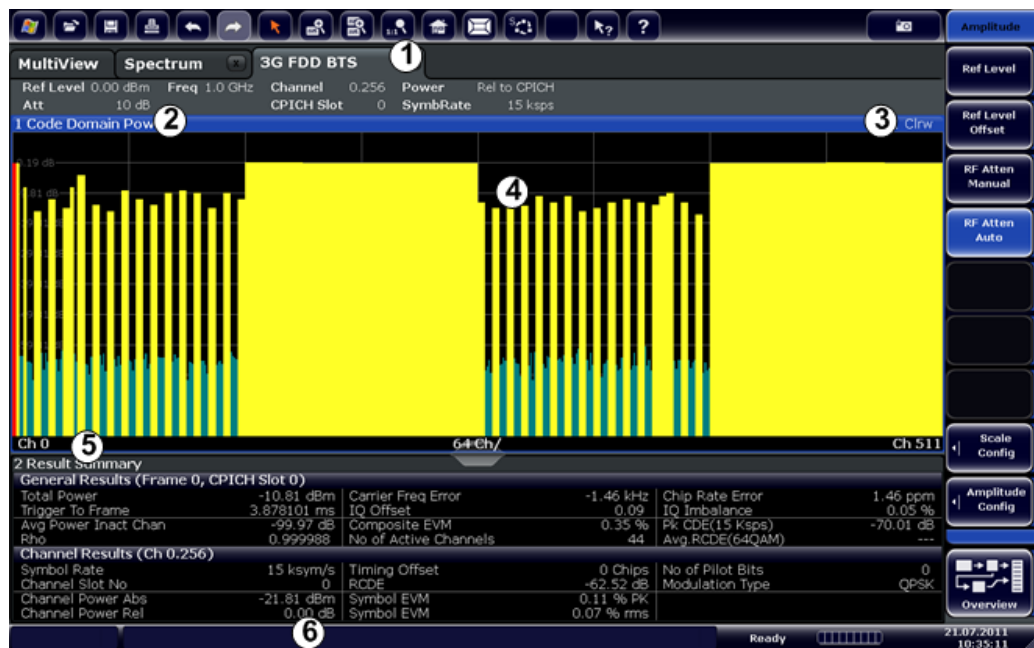 Amplitude
MultiView Spectrum 3G FDD BTS 1
Ref Level 0.00 dBm Freq 1.0 GHz Channel 0.256 Power Rel to CPICH
Att 10 dB CPICH Slot 0 SymbRate 15 ksps
1 Code Domain Pow 2 3 Clrw
0.19 dB
4
Ch 0 64 Ch/ Ch 511
5
2 Result Summary
General Results (Frame 0, CPICH Slot 0)
Total Power -10.81 dBm Carrier Freq Error -1.46 kHz Chip Rate Error 1.46 ppm
Trigger To Frame 3.878101 ms IQ Offset 0.09 IQ Imbalance 0.05 %
Avg Power Inact Chan -99.97 dB Composite EVM 0.35 % Pk CDE(15 Ksps) -70.01 dB
Rho 0.999988 No of Active Channels 44 Avg.RCDE(64QAM) ---
Channel Results (Ch 0.256)
Symbol Rate 15 ksym/s Timing Offset 0 Chips No of Pilot Bits 0
Channel Slot No 0 RCDE -62.52 dB Modulation Type QPSK
Channel Power Abs -21.81 dBm Symbol EVM 0.11 % PK
Channel Power Rel 0.00 dB Symbol EVM 0.07 % rms
6
Ready
21.07.2011
10:35:11
Ref Level
Ref Level
Offset
RF Atten
Manual
RF Atten
Auto
Scale
Config
Amplitude
Config
Overview